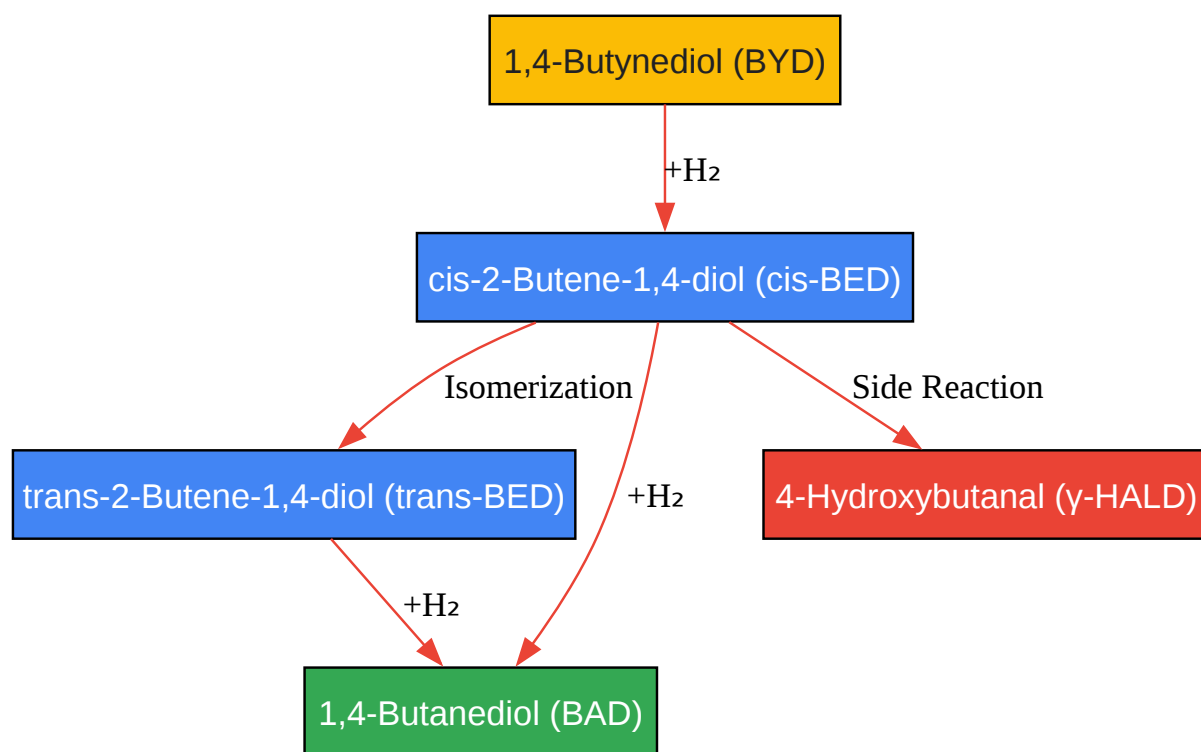 1,4-Butynediol (BYD)
+H₂
cis-2-Butene-1,4-diol (cis-BED)
Isomerization
Side Reaction
trans-2-Butene-1,4-diol (trans-BED)
+H₂
4-Hydroxybutanal (γ-HALD)
+H₂
1,4-Butanediol (BAD)